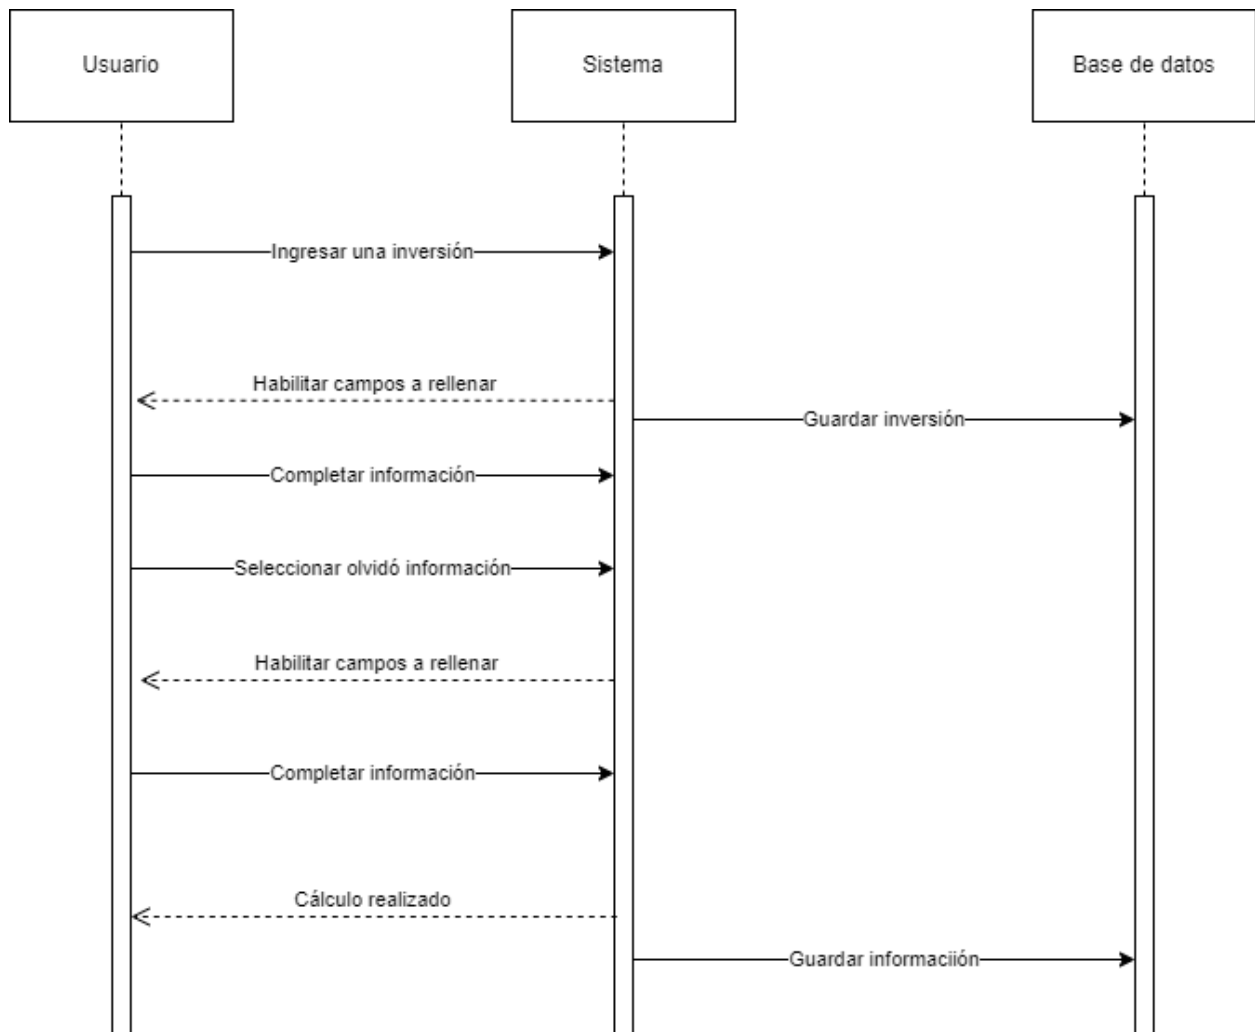 Usuario
Sistema
Base de datos
Ingresar una inversión
Habilitar campos a rellenar
Guardar inversión
Completar información
Seleccionar olvidó información
Habilitar campos a rellenar
Completar información
Cálculo realizado
Guardar informaciión